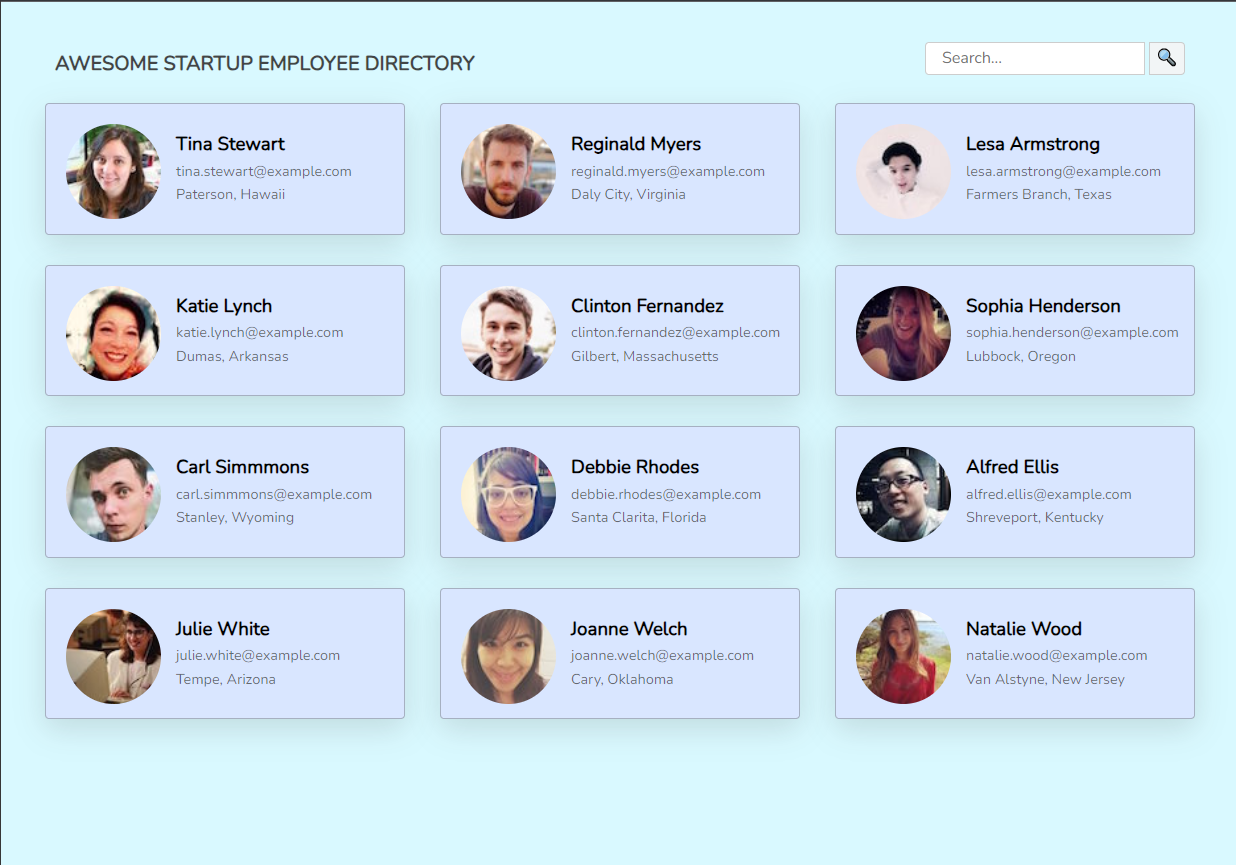 AWESOME STARTUP EMPLOYEE DIRECTORY
Search...
Tina Stewart
tina.stewart@example.com
Paterson, Hawaii
Reginald Myers
reginald.myers@example.com
Daly City, Virginia
Lesa Armstrong
lesa.armstrong@example.com
Farmers Branch, Texas
Katie Lynch
katie.lynch@example.com
Dumas, Arkansas
Clinton Fernandez
clinton.fernandez@example.com
Gilbert, Massachusetts
Sophia Henderson
sophia.henderson@example.com
Lubbock, Oregon
Carl Simmmons
carl.simmmons@example.com
Stanley, Wyoming
Debbie Rhodes
debbie.rhodes@example.com
Santa Clarita, Florida
Alfred Ellis
alfred.ellis@example.com
Shreveport, Kentucky
Julie White
julie.white@example.com
Tempe, Arizona
Joanne Welch
joanne.welch@example.com
Cary, Oklahoma
Natalie Wood
natalie.wood@example.com
Van Alstyne, New Jersey